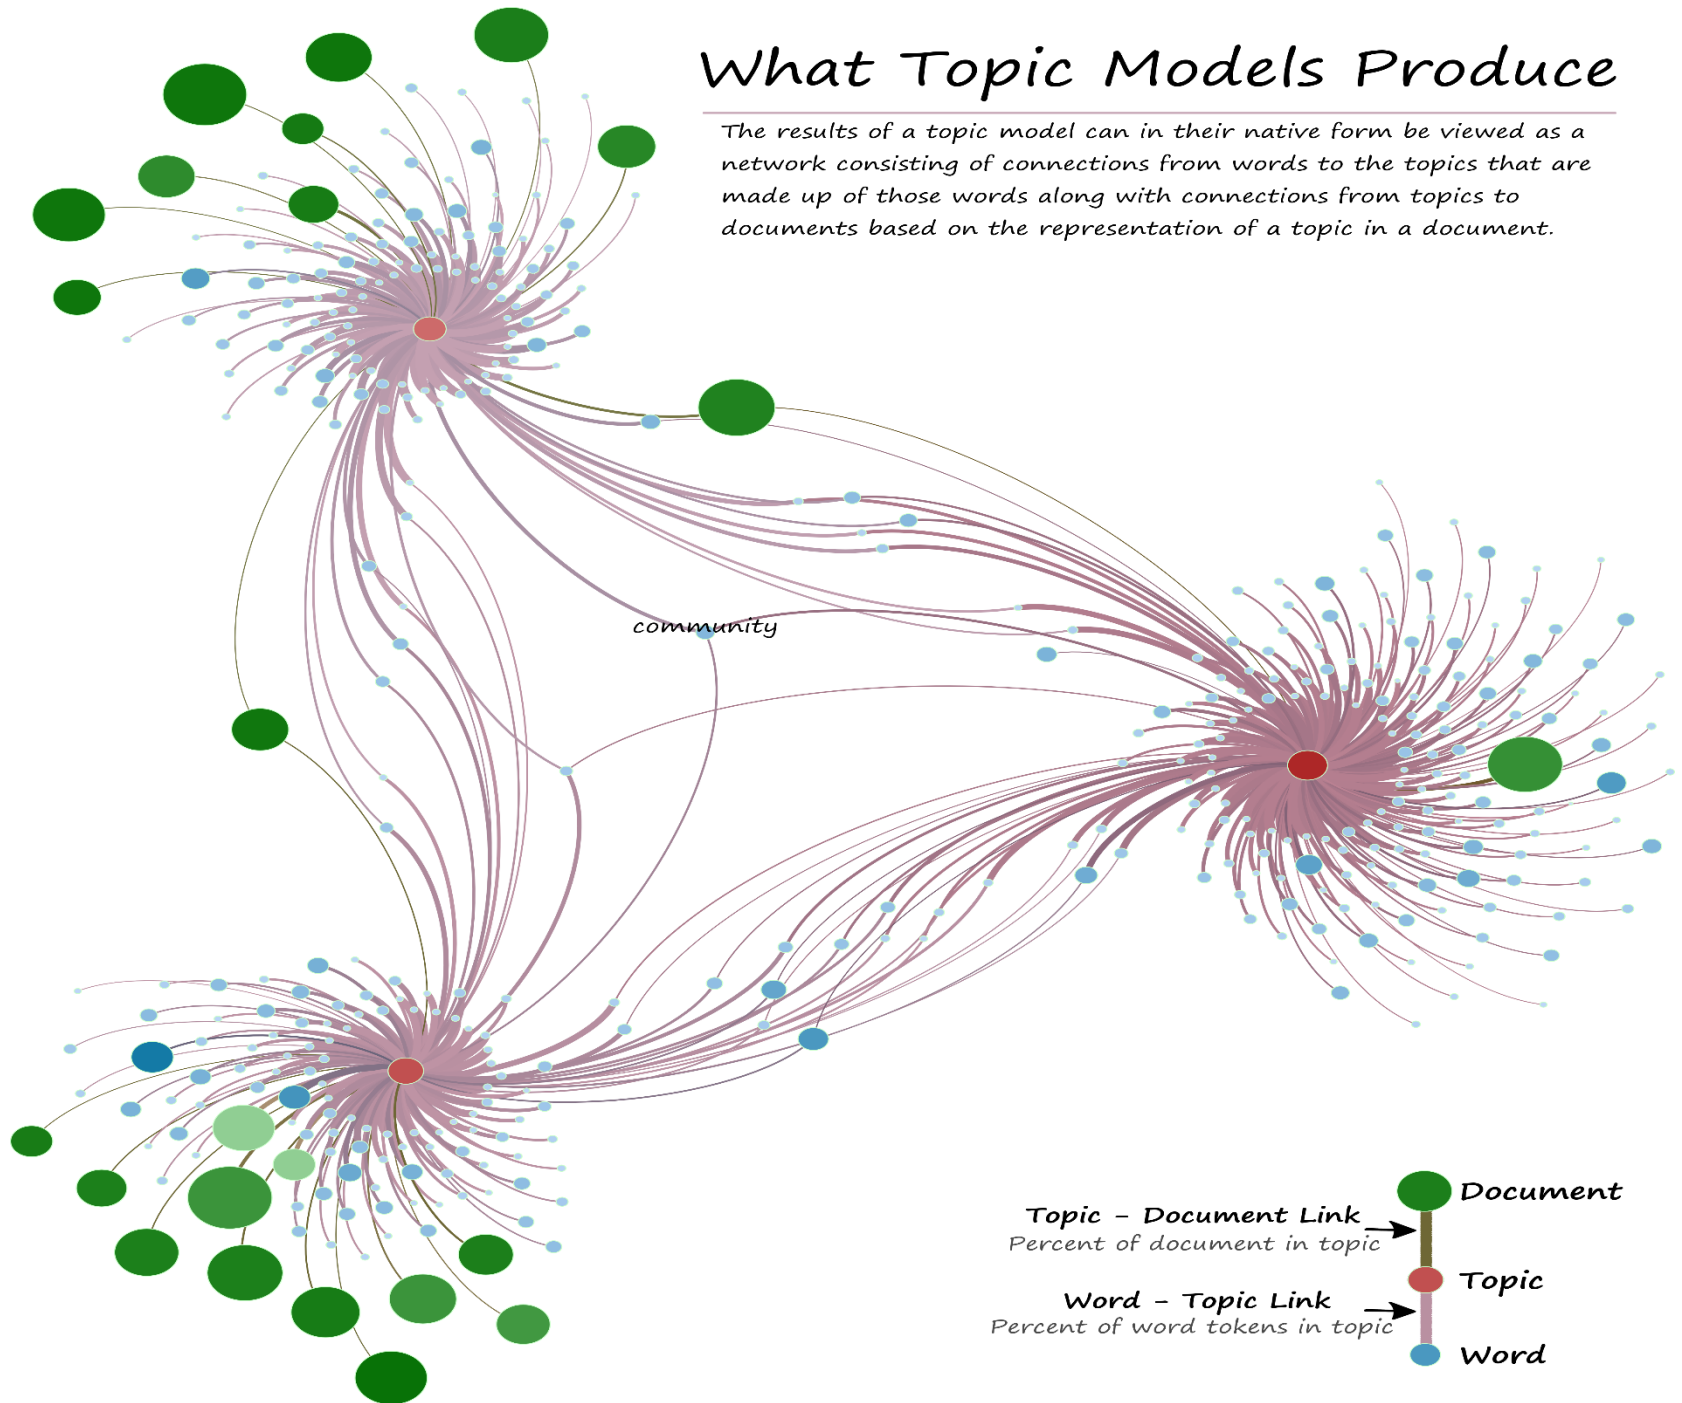 What Topic Models Produce
The results of a topic model can in their native form be viewed as a
network consisting of connections from words to the topics that are
made up of those words along with connections from topics to
documents based on the representation of a topic in a document.
community
Document
Topic - Document Link
Percent of document in topic
Topic
Word - Topic Link
Percent of word tokens in topic
Word